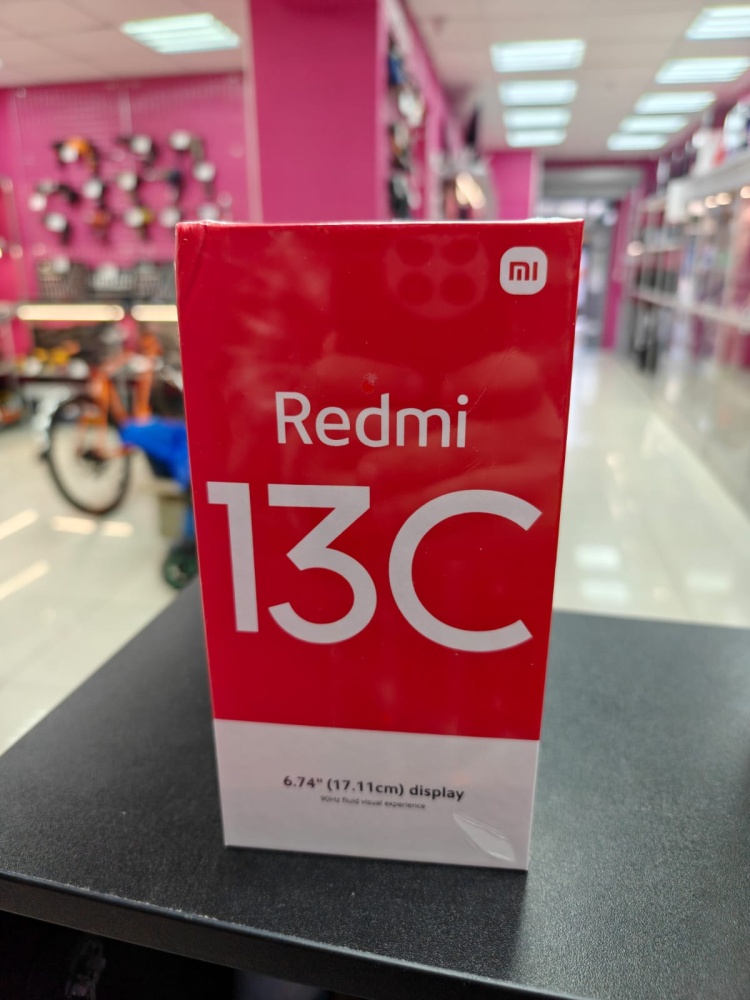 mi
Redmi
13C
6.74" (17.11cm) display
90Hz fluid visual experience